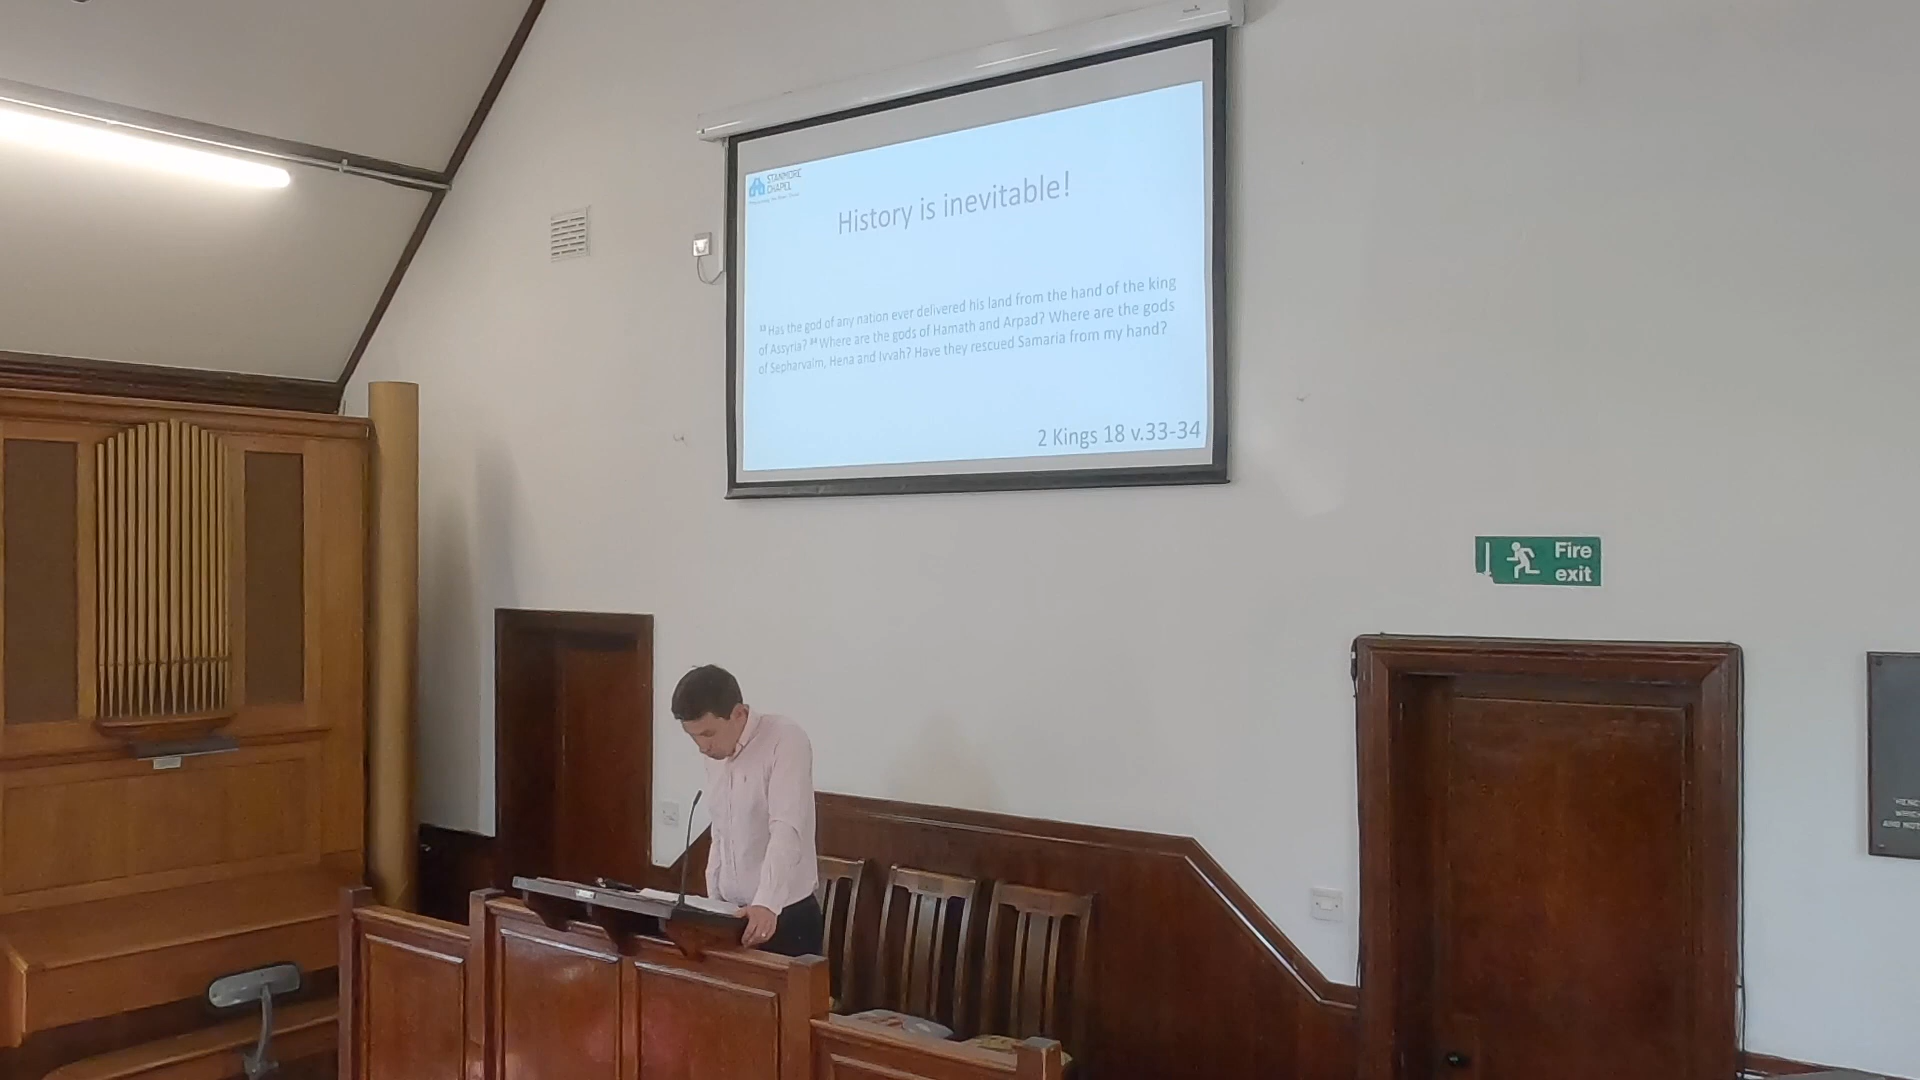 STANMORE
CHAPEL
History is inevitable!
33 Has the god of any nation ever delivered his land from the hand of the king
of Assyria? 34 Where are the gods of Hamath and Arpad? Where are the gods
of Sepharvaim, Hena and Ivvah? Have they rescued Samaria from my hand?
2 Kings 18 v.33-34
Fire
exit
AND NOT